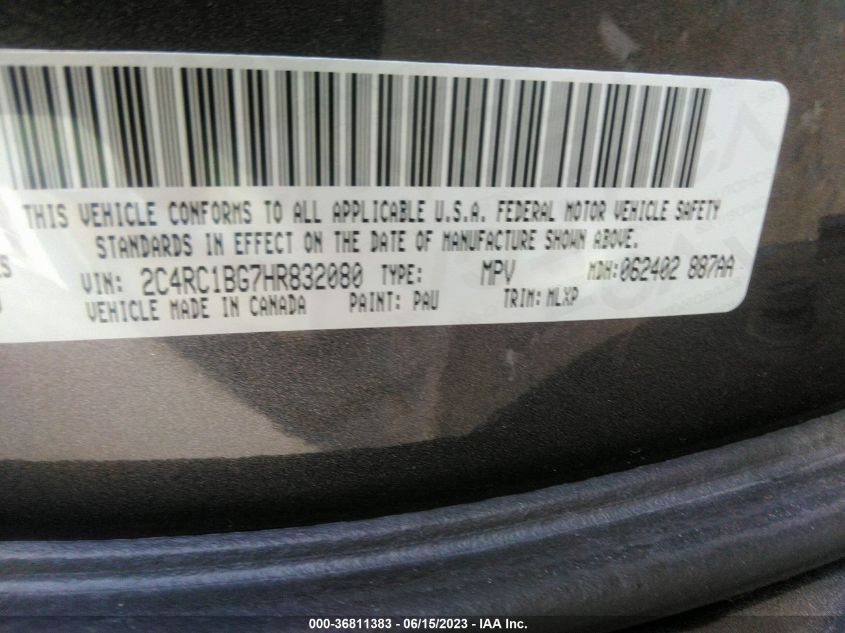 THIS VEHICLE CONFORMS TO ALL APPLICABLE U.S.A. FEDERAL MOTOR VEHICLE SAFETY
STANDARDS IN EFFECT ON THE DATE OF MANUFACTURE SHOWN ABOVE.
VIN: 2C4RC1BG7HR832080 TYPE: MPV MDH:062402 887AA
VEHICLE MADE IN CANADA PAINT: PAU TRIM: MLXP
000-36811383 - 06/15/2023 - IAA Inc.